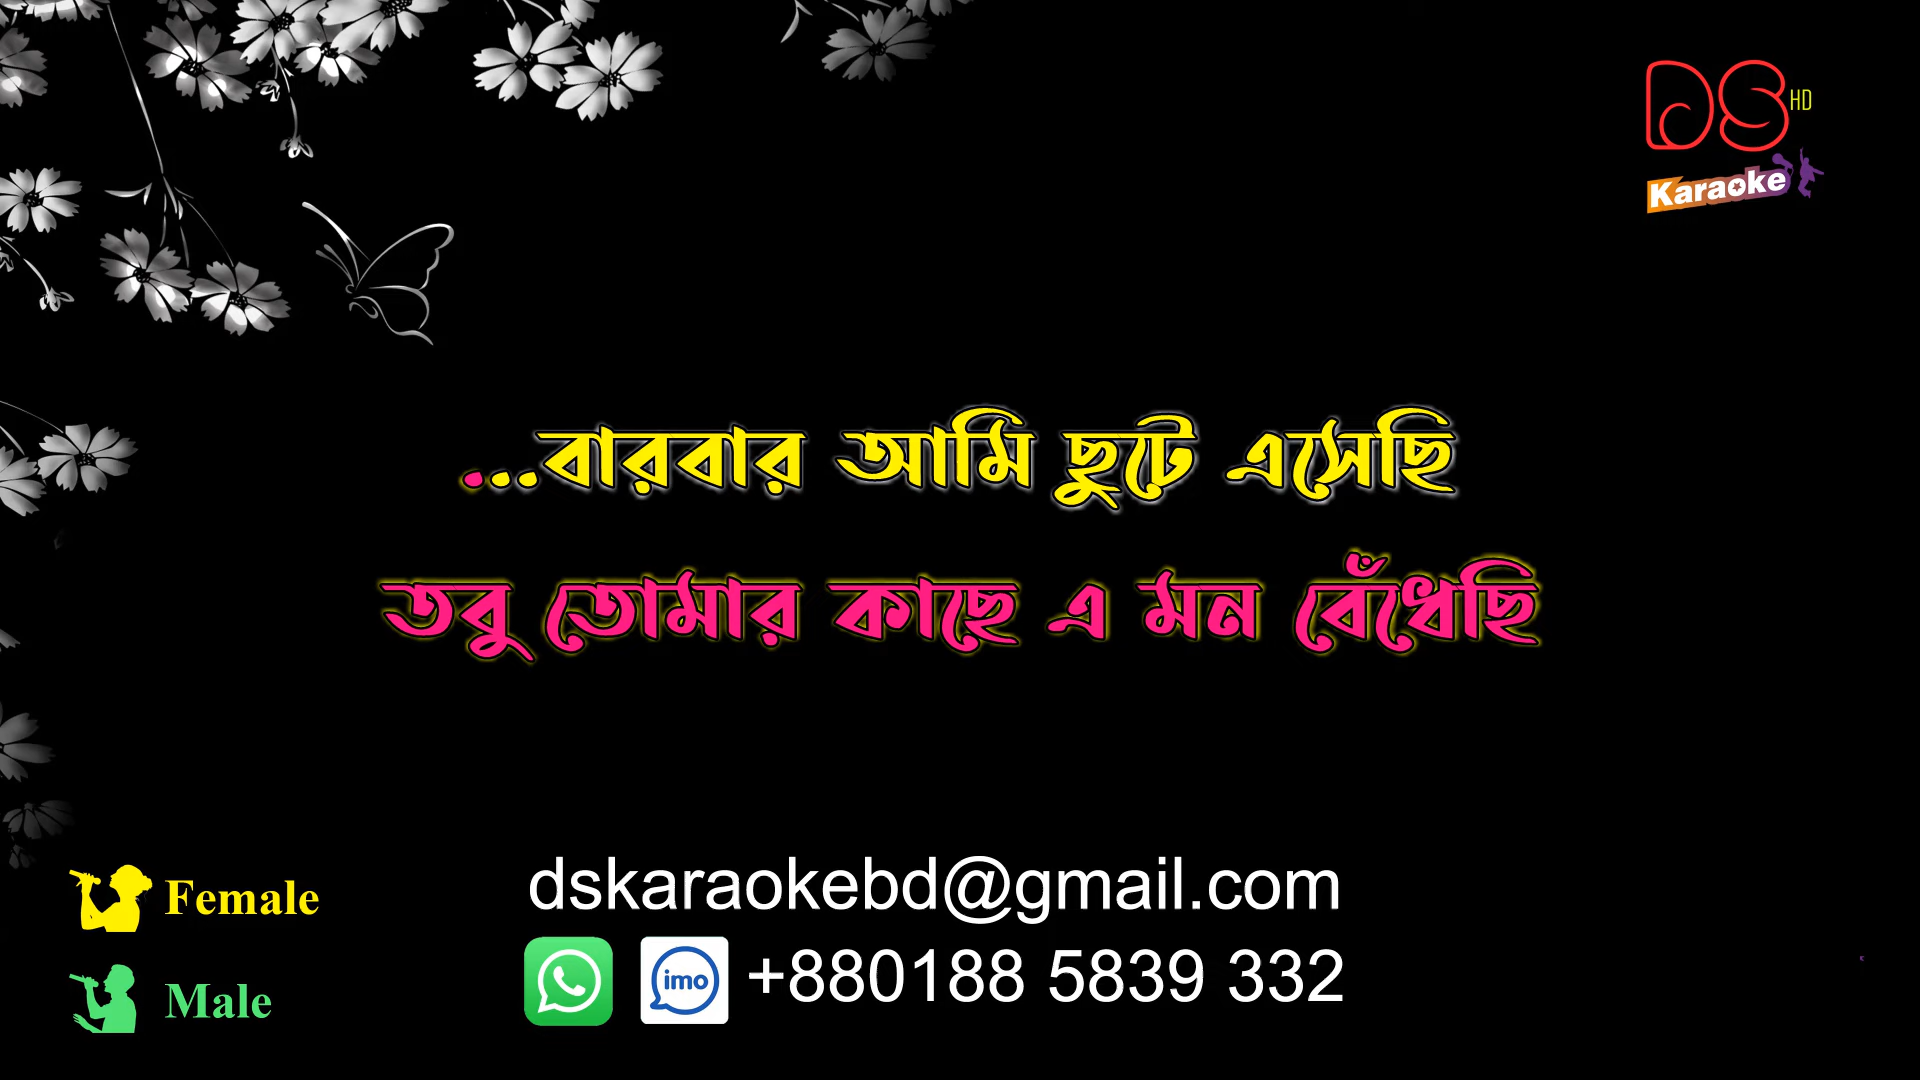 DS HD
Karaoke
...বারবার আমি ছুটে এসেছি
তবু তোমার কাছে এ মন বেঁধেছি
Female
Male
dskaraokebd@gmail.com
imo +880188 5839 332